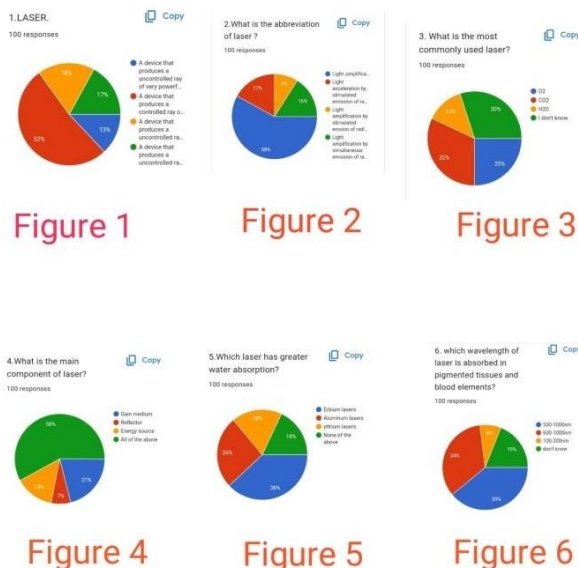 1.LASER.
Copy
100 responses
A device that
produces a
uncontrolled ray
of very powerf...
A device that
produces a
controlled ray o...
A device that
produces a
uncontrolled ra...
A device that
produces a
uncontrolled ra...
18%
17%
13%
52%
Figure 1
2.What is the abbreviation
of laser ?
Copy
100 responses
Light, amplifica...
Light
acceleration by
stimulated
emission of ra...
Light
amplification by
stimulated
erosion of radi...
Light
amplification by
simultaneous
emission of ra...
17%
9%
16%
58%
Figure 2
3. What is the most
commonly used laser?
Copy
100 responses
O2
CO2
H20
I don't know
13%
30%
32%
25%
Figure 3
4.What is the main
component of laser?
Copy
100 responses
Gain medium
Reflector
Energy source
All of the above
58%
14%
7%
21%
Figure 4
5.Which laser has greater
water absorption?
Copy
100 responses
Erbium lasers
Aluminum lasers
yttrium lasers
None of the
above
18%
18%
26%
38%
Figure 5
6. which wavelength of
laser is absorbed in
pigmented tissues and
blood elements?
Copy
100 responses
500-1000nm
600-1000nm
100-200nm
don't know
34%
8%
19%
39%
Figure 6